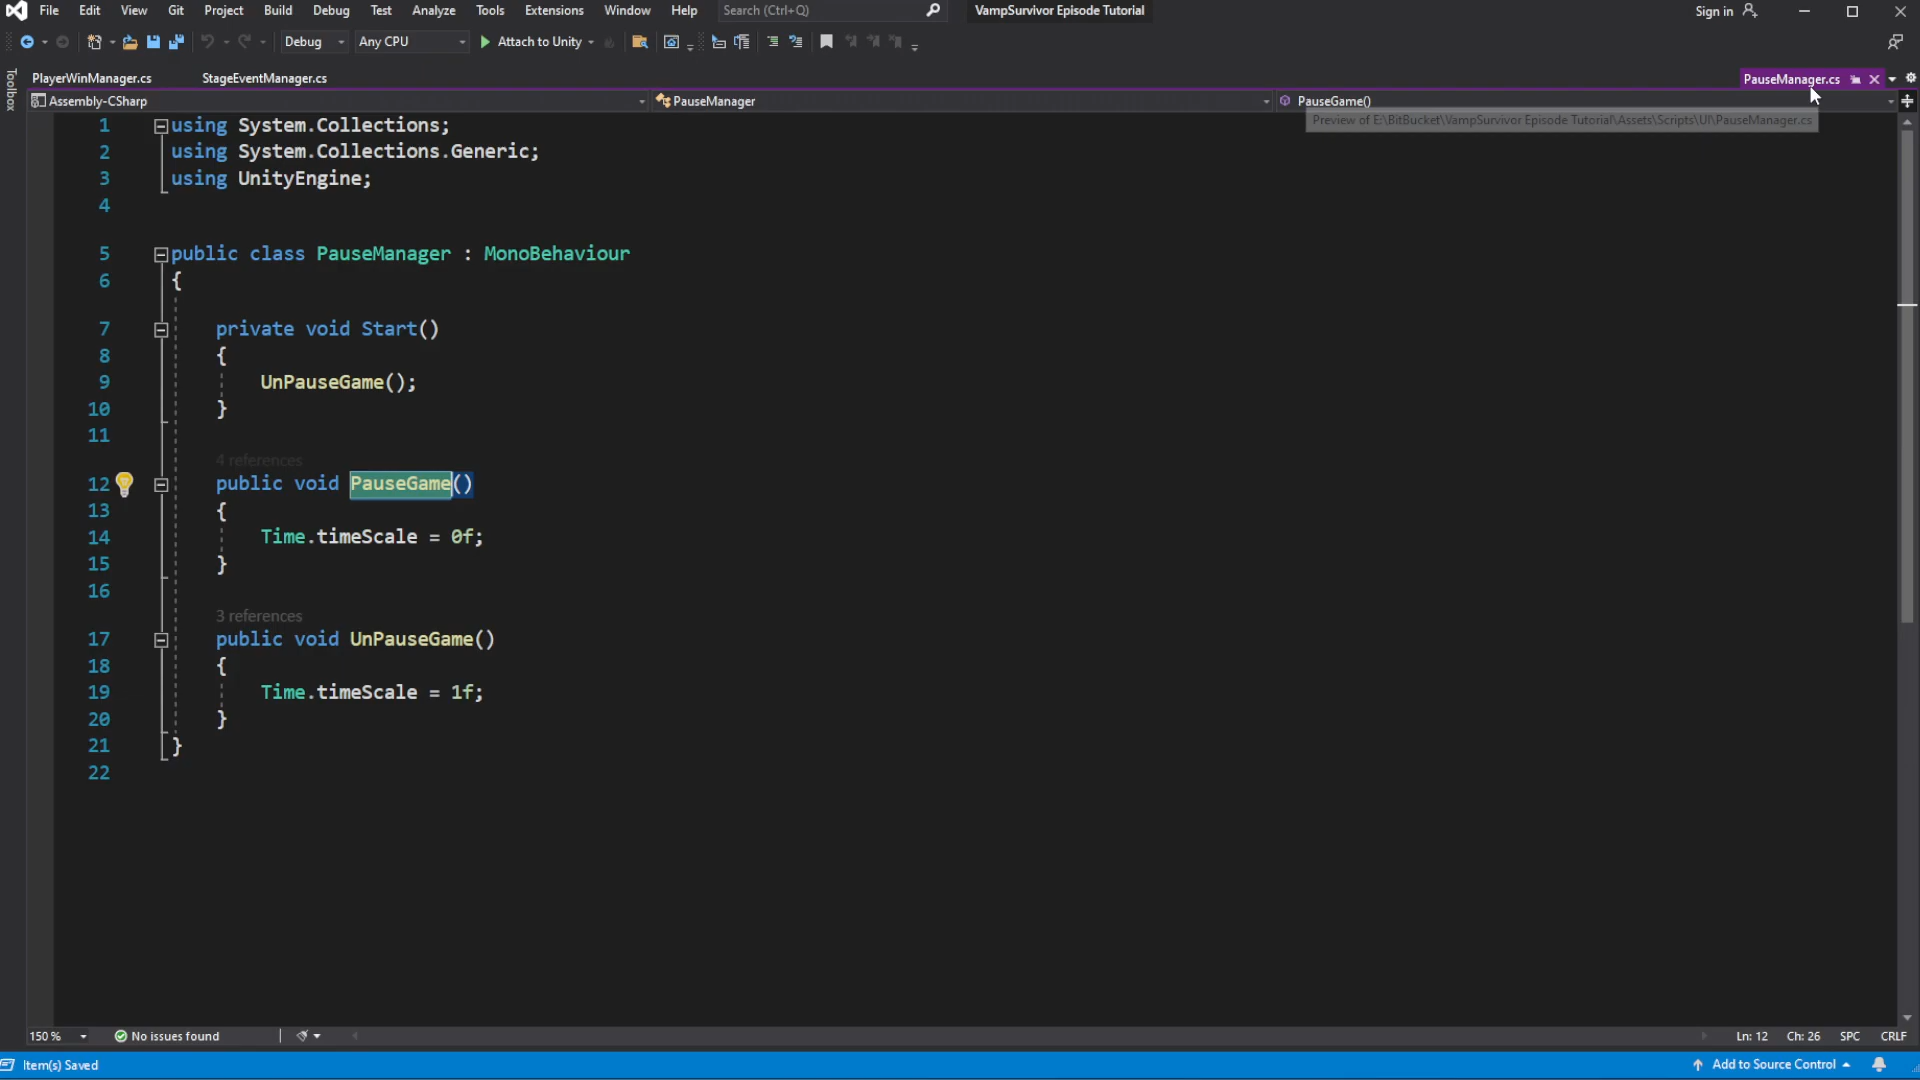 File Edit View Git Project Build Debug Test Analyze Tools Extensions Window Help Search (Ctrl+Q) VampSurvivor Episode Tutorial Sign in
Debug Any CPU Attach to Unity
Toolbox
PlayerWinManager.cs StageEventManager.cs PauseManager.cs
Assembly-CSharp PauseManager PauseGame()
Preview of E:\BitBucket\VampSurvivor Episode Tutorial\Assets\Scripts\UI\PauseManager.cs
1 using System.Collections;
2 using System.Collections.Generic;
3 using UnityEngine;
4
5 public class PauseManager : MonoBehaviour
6 {
7 private void Start()
8 {
9 UnPauseGame();
10 }
11
4 references
12 public void PauseGame()
13 {
14 Time.timeScale = 0f;
15 }
16
3 references
17 public void UnPauseGame()
18 {
19 Time.timeScale = 1f;
20 }
21 }
22
150 % No issues found Ln: 12 Ch: 26 SPC CRLF
Item(s) Saved Add to Source Control